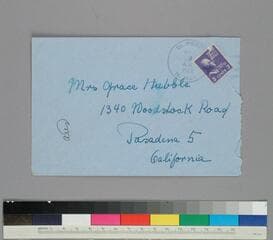 Mrs Grace Hubble
1340 Woodstock Road
Pasadena 5
California